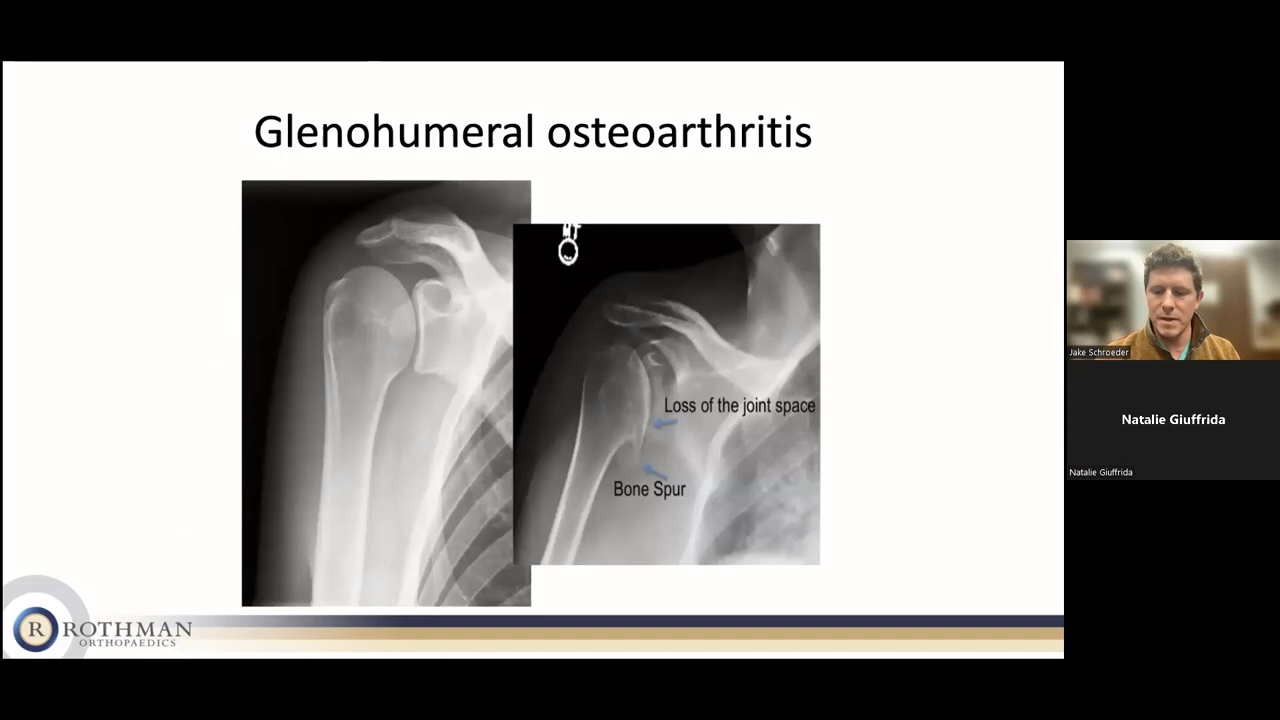 Glenohumeral osteoarthritis
Loss of the joint space
Bone Spur
R ROTHMAN
ORTHOPAEDICS
Jake Schroeder
Natalie Giuffrida
Natalie Giuffrida